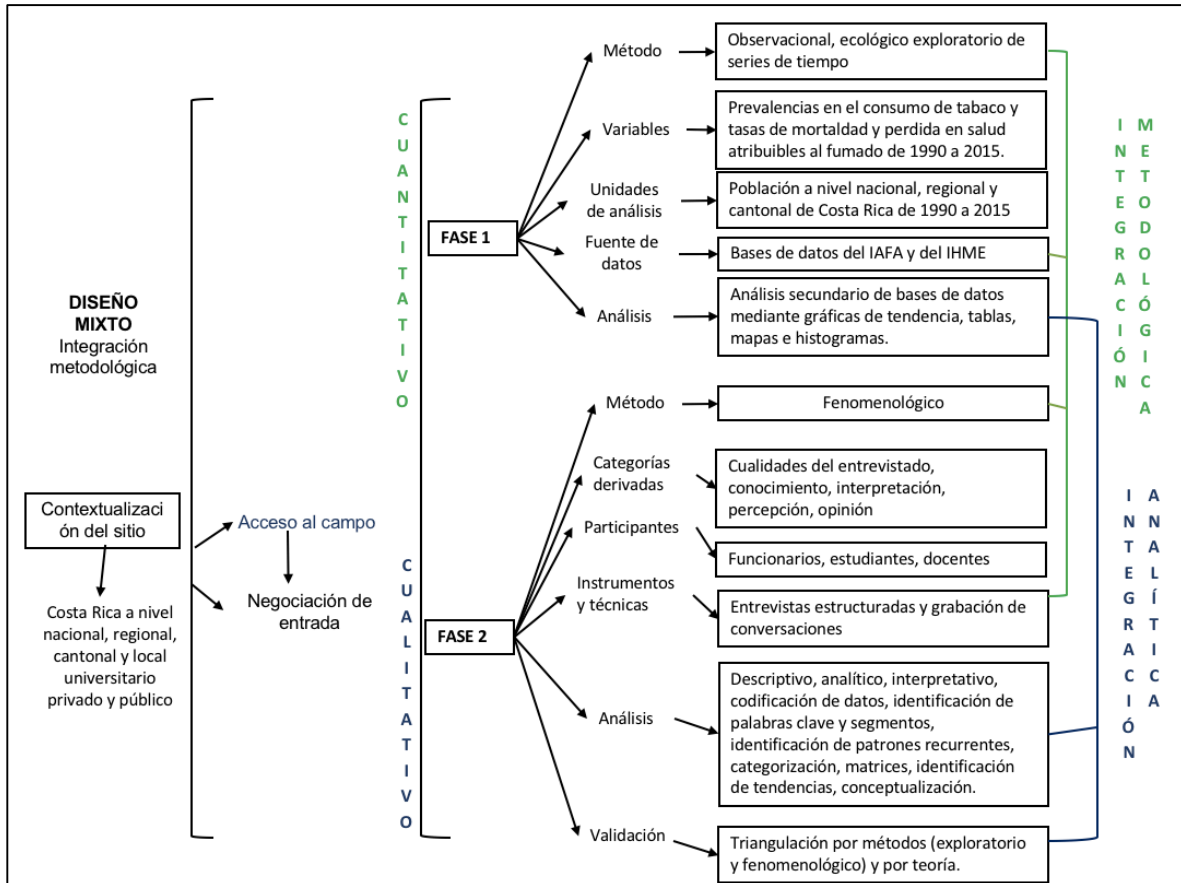 DISEÑO
MIXTO
Integración
metodológica
Contextualizaci
ón del sitio
Costa Rica a nivel
nacional, regional,
cantonal y local
universitario
privado y público
Acceso al campo
Negociación de
entrada
CUANTITATIVO
CUALITATIVO
FASE 1
Método
Observacional, ecológico exploratorio de
series de tiempo
Variables
Prevalencias en el consumo de tabaco y
tasas de mortaldad y perdida en salud
atribuibles al fumado de 1990 a 2015.
Unidades
de análisis
Población a nivel nacional, regional y
cantonal de Costa Rica de 1990 a 2015
Fuente de
datos
Bases de datos del IAFA y del IHME
Análisis
Análisis secundario de bases de datos
mediante gráficas de tendencia, tablas,
mapas e histogramas.
FASE 2
Método
Fenomenológico
Categorías
derivadas
Cualidades del entrevistado,
conocimiento, interpretación,
percepción, opinión
Participantes
Funcionarios, estudiantes, docentes
Instrumentos
y técnicas
Entrevistas estructuradas y grabación de
conversaciones
Análisis
Descriptivo, analítico, interpretativo,
codificación de datos, identificación de
palabras clave y segmentos,
identificación de patrones recurrentes,
categorización, matrices, identificación
de tendencias, conceptualización.
Validación
Triangulación por métodos (exploratorio
y fenomenológico) y por teoría.
INTEGRACIÓN
METODOLÓGICA
INTEGRACIÓN
ANALÍTICA